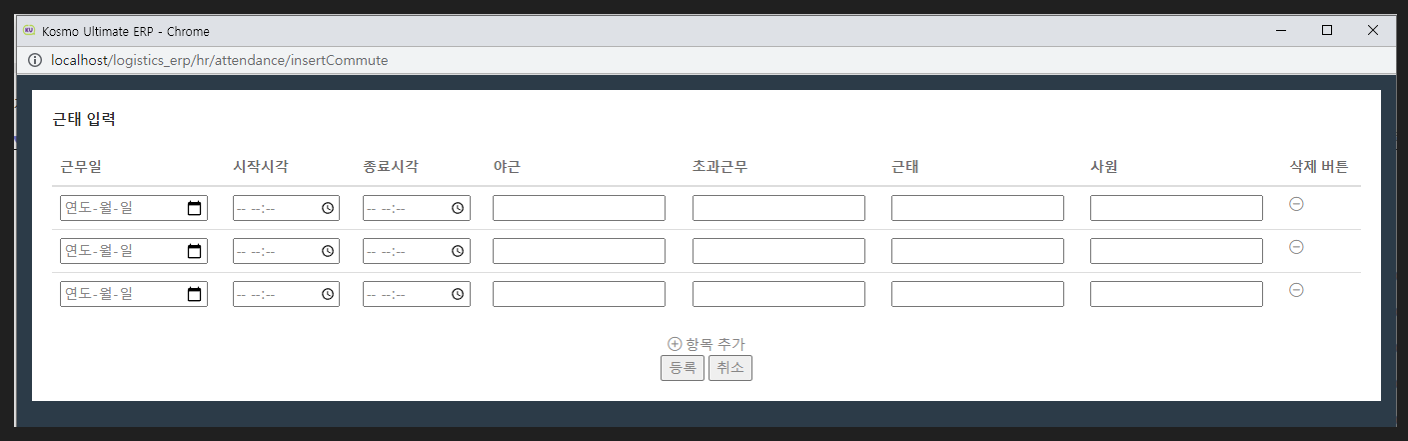 KU Kosmo Ultimate ERP - Chrome
localhost/logistics_erp/hr/attendance/insertCommute
근태 입력
근무일 시작시각 종료시각 야근 초과근무 근태 사원 삭제 버튼
연도-월-일 -- --:-- -- --:--
연도-월-일 -- --:-- -- --:--
연도-월-일 -- --:-- -- --:--
항목 추가
등록 취소